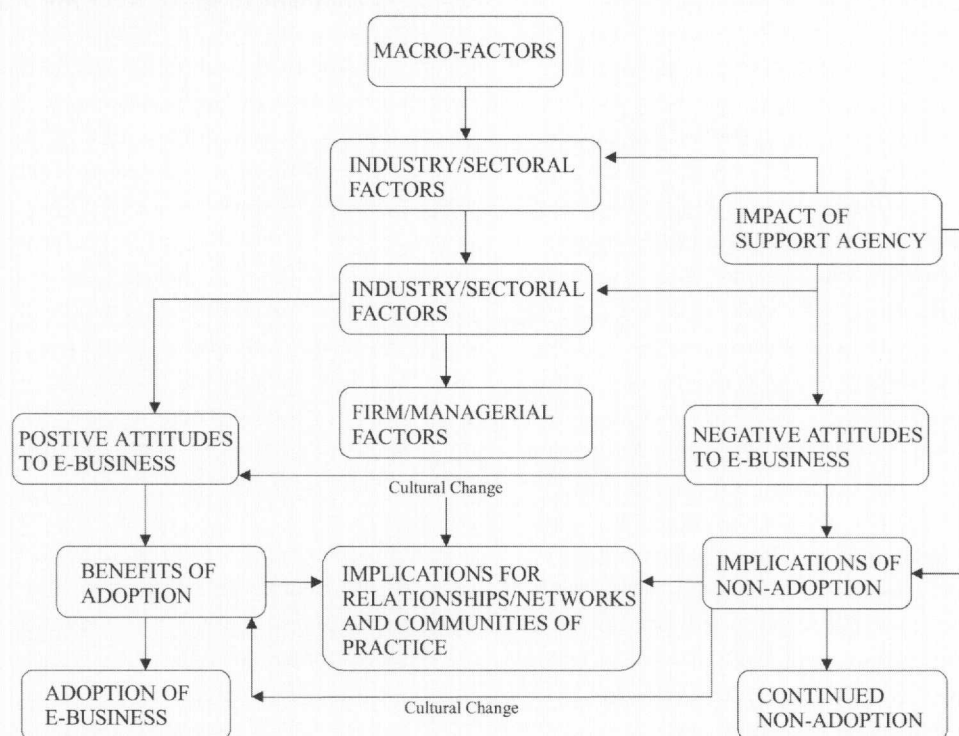 MACRO-FACTORS
INDUSTRY/SECTORAL
FACTORS
IMPACT OF
SUPPORT AGENCY
INDUSTRY/SECTORIAL
FACTORS
FIRM/MANAGERIAL
FACTORS
POSTIVE ATTITUDES
TO E-BUSINESS
NEGATIVE ATTITUDES
TO E-BUSINESS
Cultural Change
BENEFITS OF
ADOPTION
IMPLICATIONS FOR
RELATIONSHIPS/NETWORKS
AND COMMUNITIES OF
PRACTICE
IMPLICATIONS OF
NON-ADOPTION
ADOPTION OF
E-BUSINESS
Cultural Change
CONTINUED
NON-ADOPTION